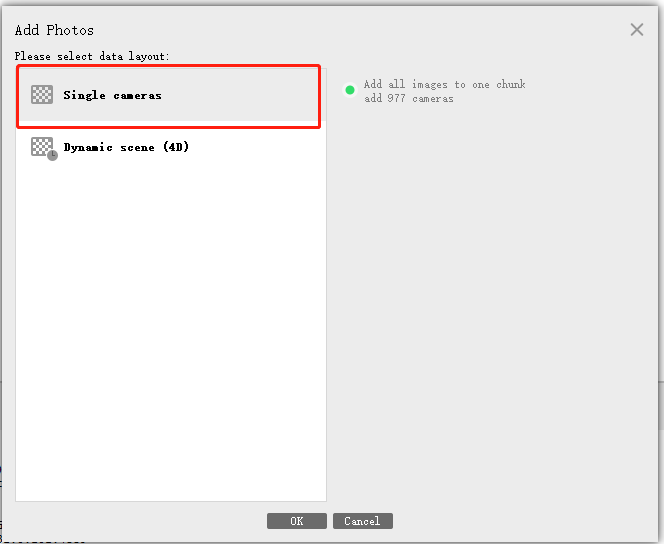 Add Photos
Please select data layout:
Single cameras
Add all images to one chunk
add 977 cameras
Dynamic scene (4D)
OK
Cancel